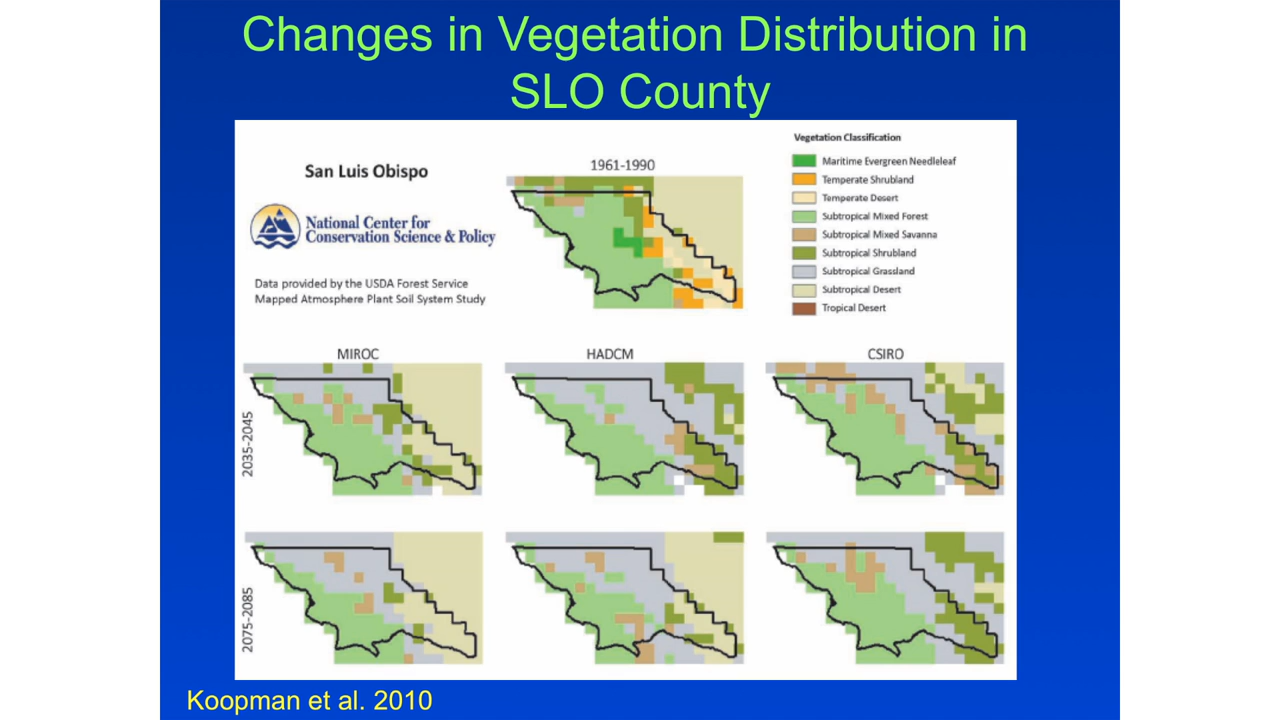 Changes in Vegetation Distribution in
SLO County
San Luis Obispo
National Center for
Conservation Science & Policy
Data provided by the USDA Forest Service
Mapped Atmosphere Plant Soil System Study
1961-1990
Vegetation Classification
Maritime Evergreen Needleleaf
Temperate Shrubland
Temperate Desert
Subtropical Mixed Forest
Subtropical Mixed Savanna
Subtropical Shrubland
Subtropical Grassland
Subtropical Desert
Tropical Desert
MIROC
HADCM
CSIRO
2035-2045
2075-2085
Koopman et al. 2010